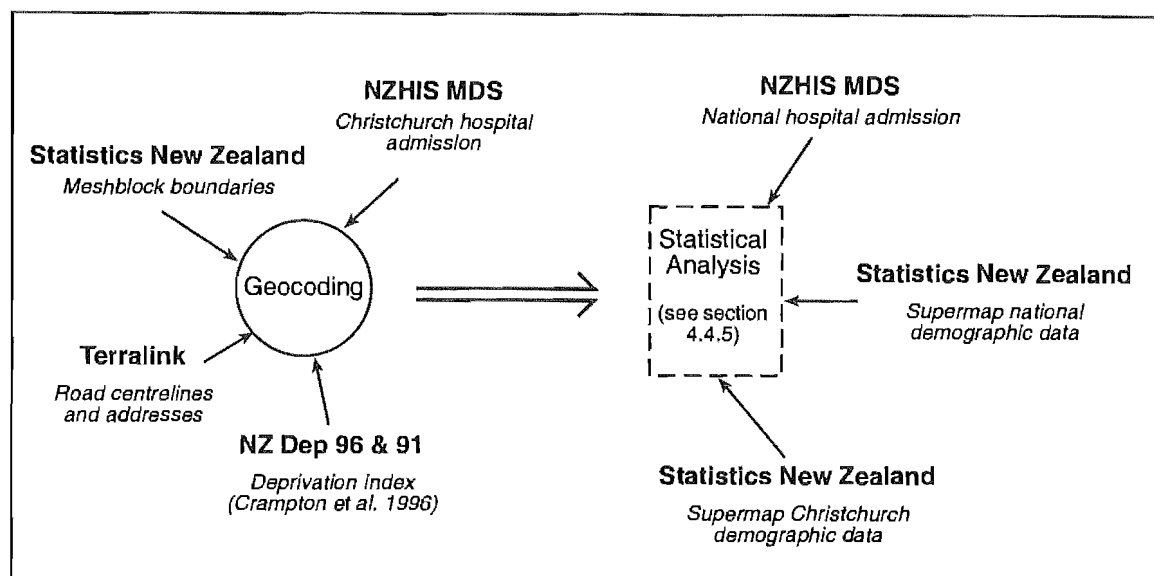 NZHIS MDS
Christchurch hospital
admission
Statistics New Zealand
Meshblock boundaries
Geocoding
Terralink
Road centrelines
and addresses
NZ Dep 96 & 91
Deprivation index
(Crampton et al. 1996)
NZHIS MDS
National hospital admission
Statistical
Analysis
(see section
4.4.5)
Statistics New Zealand
Supermap national
demographic data
Statistics New Zealand
Supermap Christchurch
demographic data